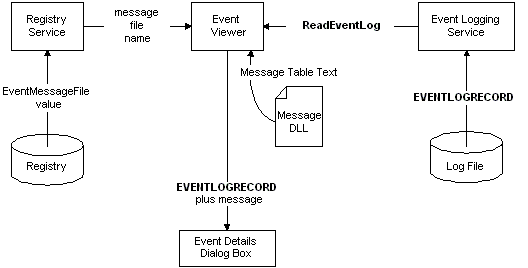 Registry
Service
message
file
name
Event
Viewer
ReadEventLog
Event Logging
Service
Message Table Text
EventMessageFile
value
EVENTLOGRECORD
Message
DLL
Registry
Log File
EVENTLOGRECORD
plus message
Event Details
Dialog Box